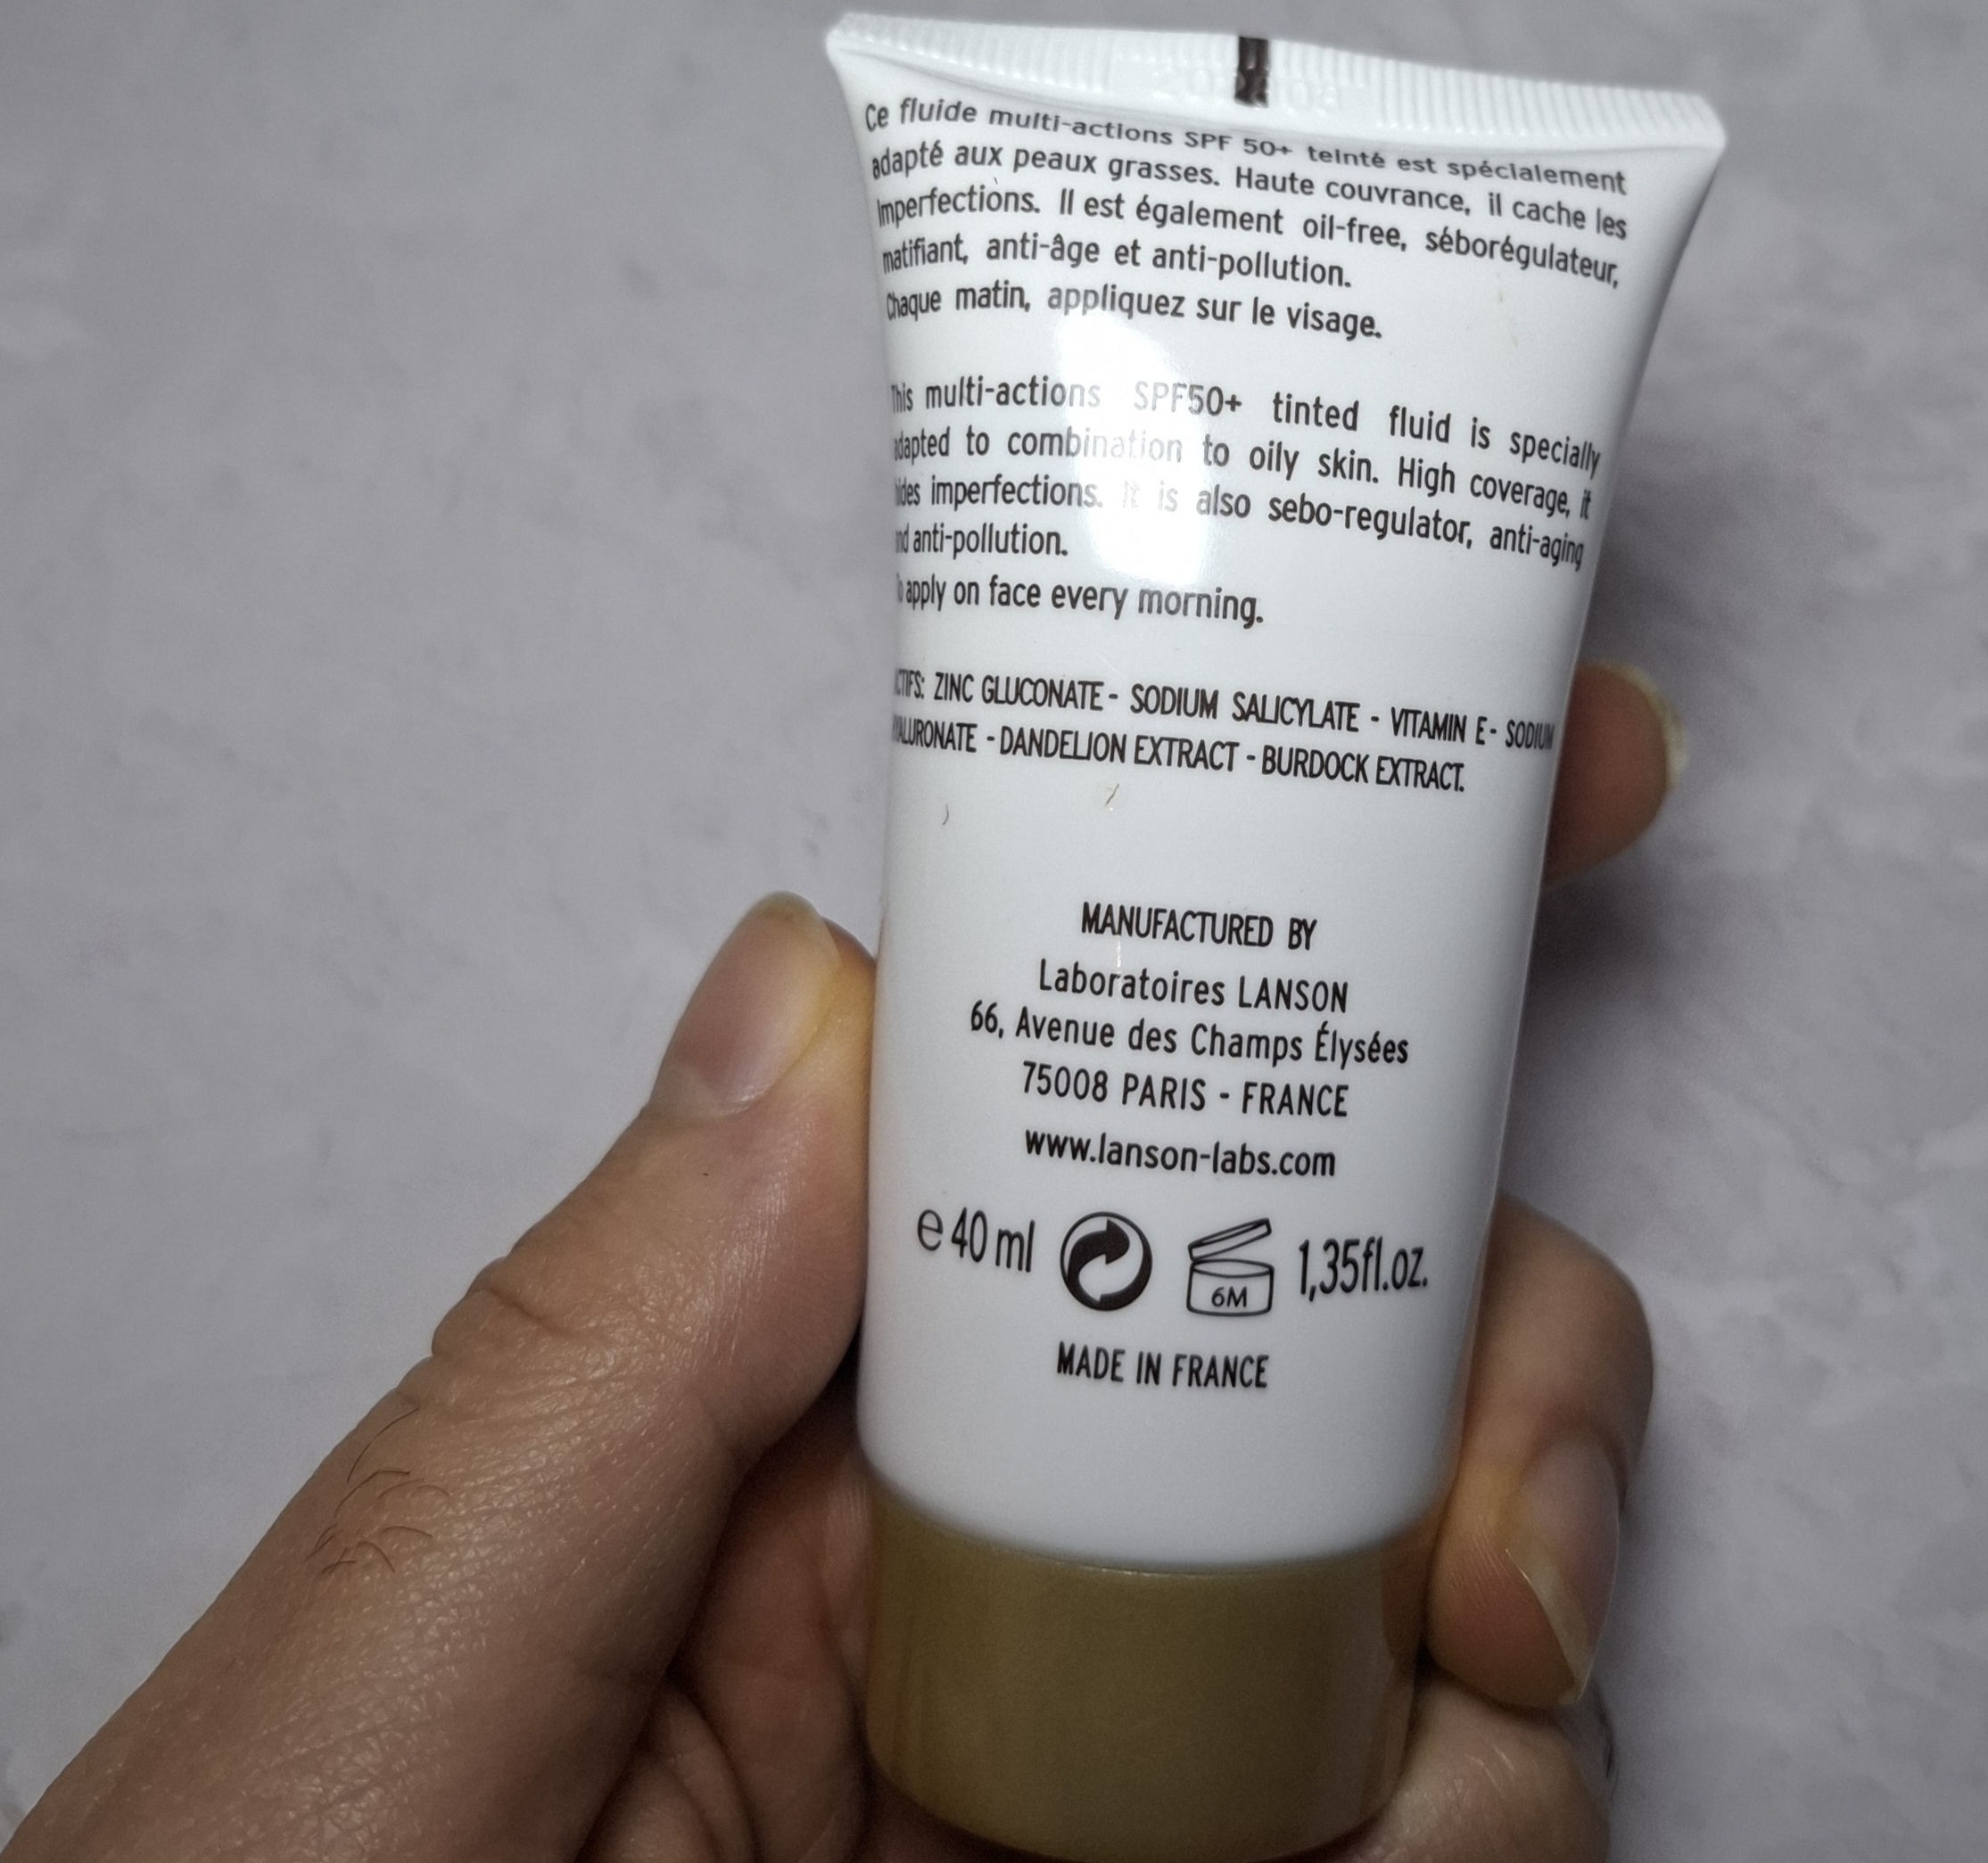 Ce fluide multi-actions SPF 50+ teinté est spécialement
adapté aux peaux grasses. Haute couvrance, il cache les
imperfections. Il est également oil-free, séborégulateur,
matifiant, anti-âge et anti-pollution.
Chaque matin, appliquez sur le visage.
This multi-actions SPF50+ tinted fluid is specially
adapted to combination to oily skin. High coverage, it
hides imperfections. It is also sebo-regulator, anti-aging
and anti-pollution.
To apply on face every morning.
ACTIFS: ZINC GLUCONATE - SODIUM SALICYLATE - VITAMIN E - SODIUM
HYALURONATE - DANDELION EXTRACT - BURDOCK EXTRACT.
MANUFACTURED BY
Laboratoires LANSON
66, Avenue des Champs Élysées
75008 PARIS - FRANCE
www.lanson-labs.com
e 40 ml 6M 1,35fl.oz.
MADE IN FRANCE